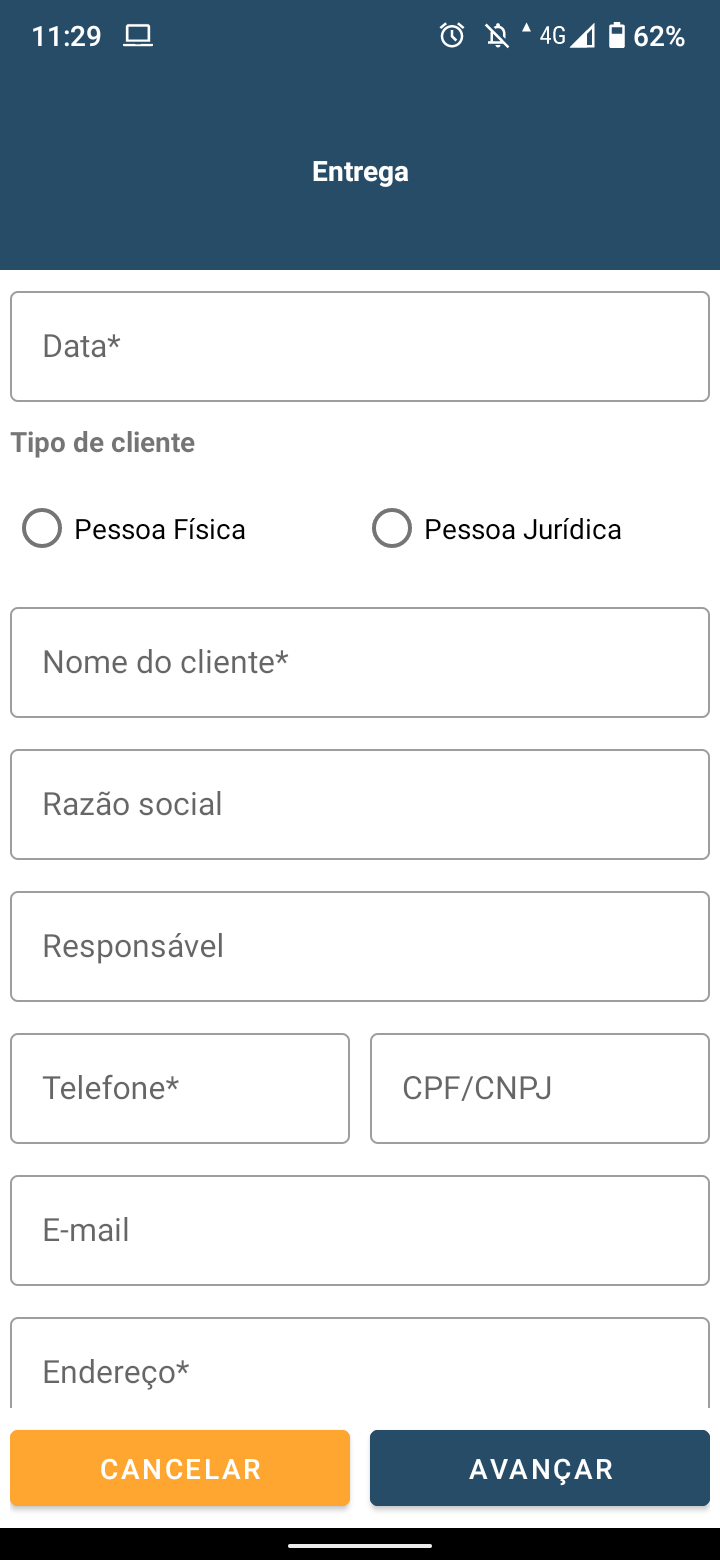 11:29 4G 62%
Entrega
Data*
Tipo de cliente
Pessoa Física Pessoa Jurídica
Nome do cliente*
Razão social
Responsável
Telefone* CPF/CNPJ
E-mail
Endereço*
CANCELAR AVANÇAR